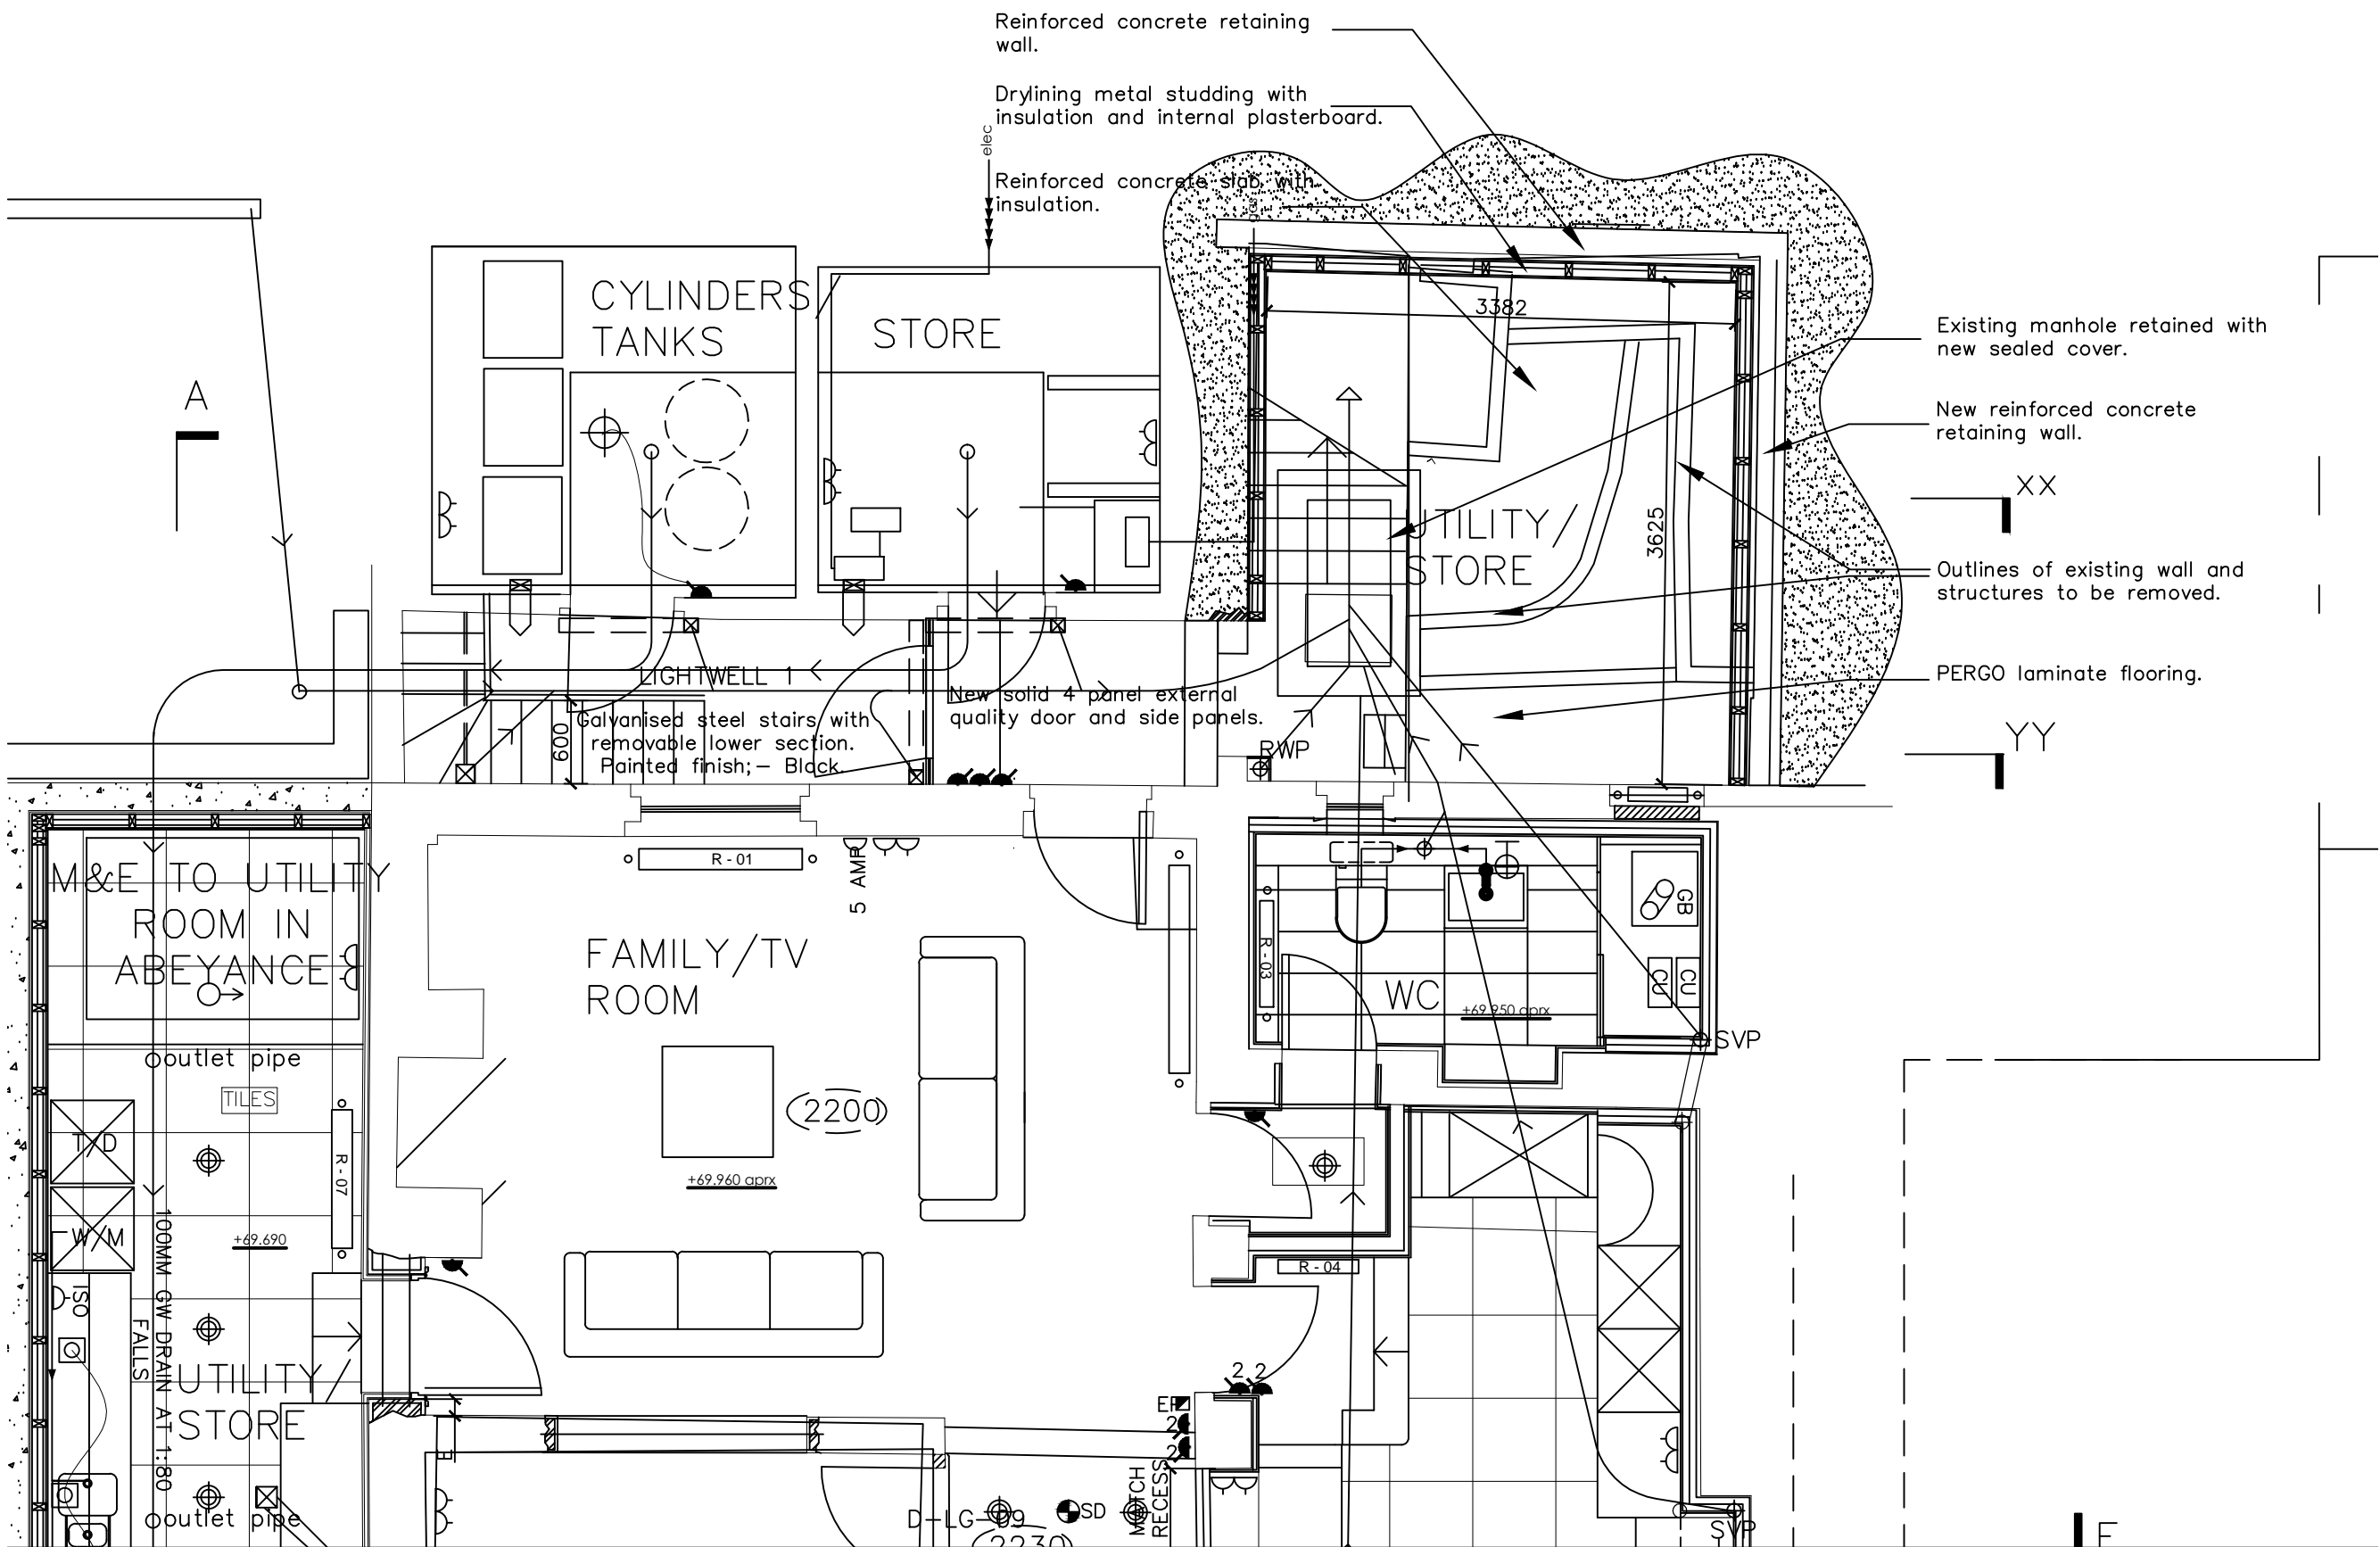 Reinforced concrete retaining
wall.
Drylining metal studding with
insulation and internal plasterboard.
elec
Reinforced concrete slab with
insulation.
gas
CYLINDERS
TANKS
STORE
3382
Existing manhole retained with
new sealed cover.
A
New reinforced concrete
retaining wall.
XX
UTILITY/
STORE
3625
Outlines of existing wall and
structures to be removed.
LIGHTWELL 1
PERGO laminate flooring.
New solid 4 panel external
quality door and side panels.
Galvanised steel stairs with
removable lower section.
Painted finish;- Black.
600
RWP
YY
R - 01
5 AMP
M&E TO UTILITY
ROOM IN
ABEYANCE
FAMILY/TV
ROOM
R - 03
WC
+69.950 aprx
GB
CU
CU
SVP
outlet pipe
TILES
2200
T/D
R - 07
+69.960 aprx
W/M
+69.690
R - 04
ISO
100MM GW DRAIN AT 1:80
FALLS
UTILITY/
STORE
2 2
2
2
MATCH
RECESS
outlet pipe
D-LG-09
SD
2230
SVP
F